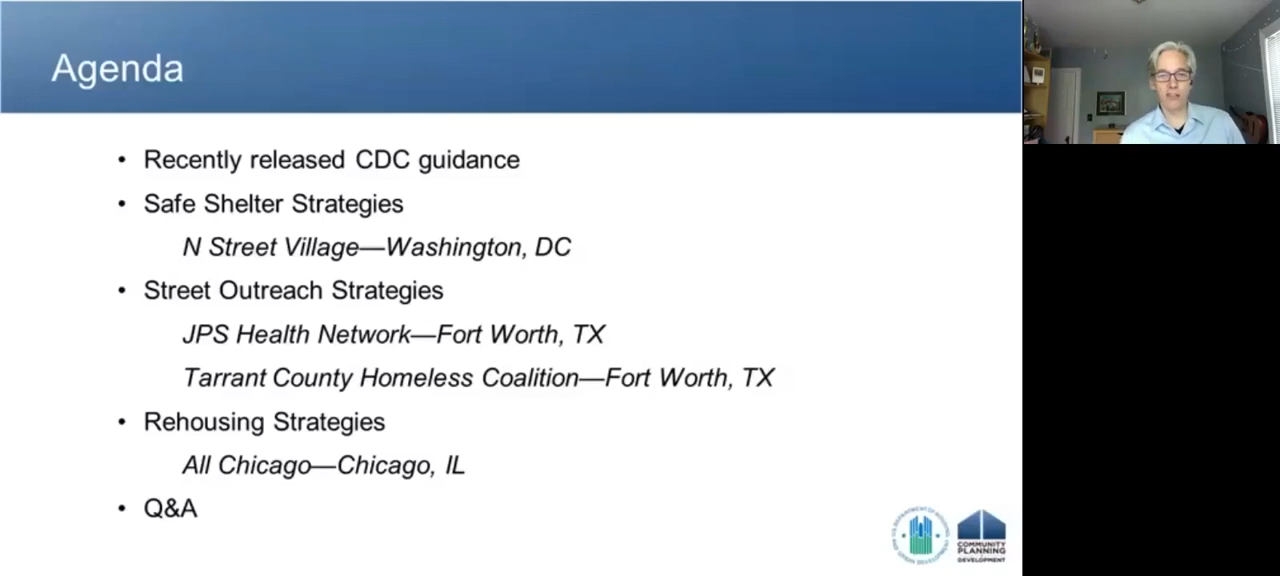 Agenda
• Recently released CDC guidance
• Safe Shelter Strategies
N Street Village—Washington, DC
• Street Outreach Strategies
JPS Health Network—Fort Worth, TX
Tarrant County Homeless Coalition—Fort Worth, TX
• Rehousing Strategies
All Chicago—Chicago, IL
• Q&A
COMMUNITY
PLANNING
DEVELOPMENT